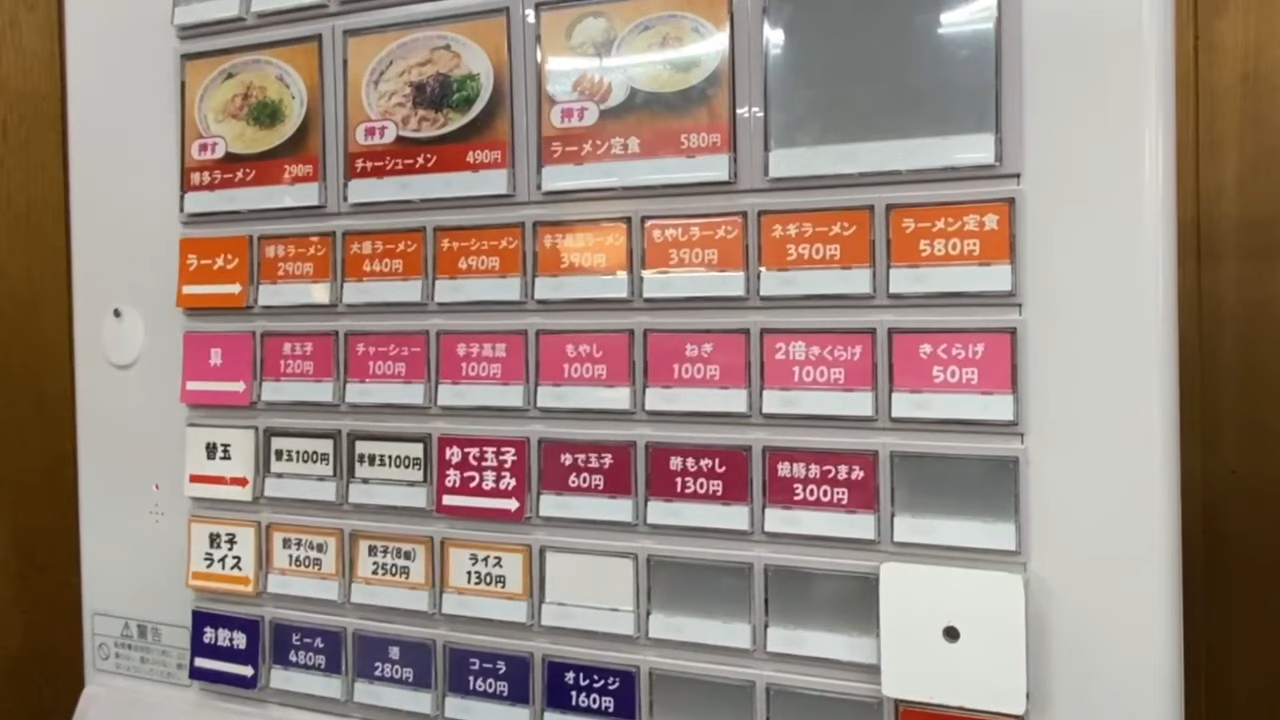 押す
博多ラーメン 290円
押す
チャーシューメン 490円
押す
ラーメン定食 580円
ラーメン
博多ラーメン
290円
大盛ラーメン
440円
チャーシューメン
490円
辛子高菜ラーメン
390円
もやしラーメン
390円
ネギラーメン
390円
ラーメン定食
580円
具
煮玉子
120円
チャーシュー
100円
辛子高菜
100円
もやし
100円
ねぎ
100円
2倍きくらげ
100円
きくらげ
50円
替玉
替玉100円
半替玉100円
ゆで玉子
おつまみ
ゆで玉子
60円
酢もやし
130円
焼豚おつまみ
300円
餃子
ライス
餃子(4個)
160円
餃子(8個)
250円
ライス
130円
お飲物
ビール
480円
酒
280円
コーラ
160円
オレンジ
160円
警告